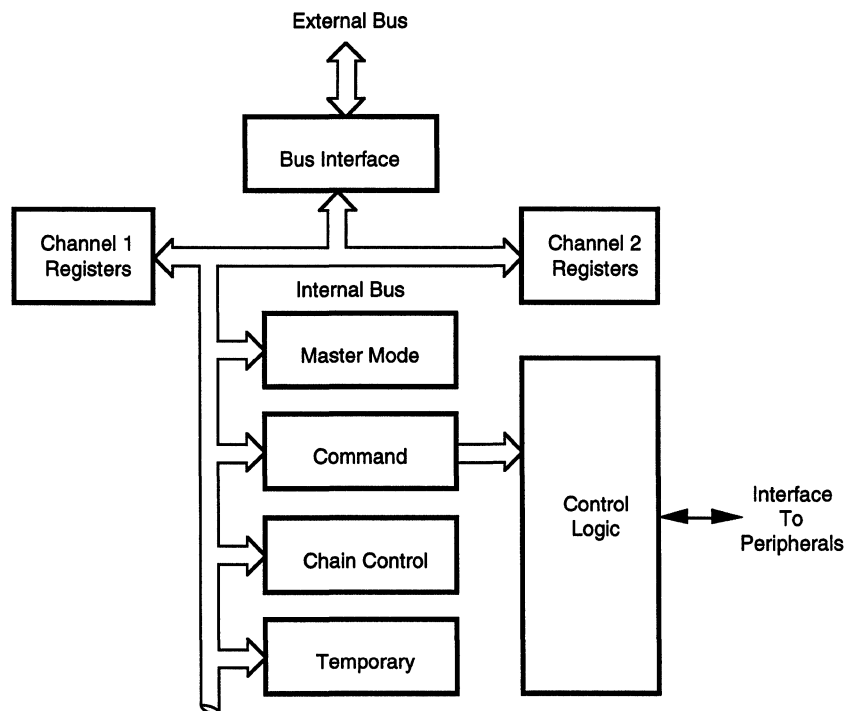 External Bus
Bus Interface
Channel 1
Registers
Channel 2
Registers
Internal Bus
Master Mode
Command
Chain Control
Temporary
Control
Logic
Interface
To
Peripherals